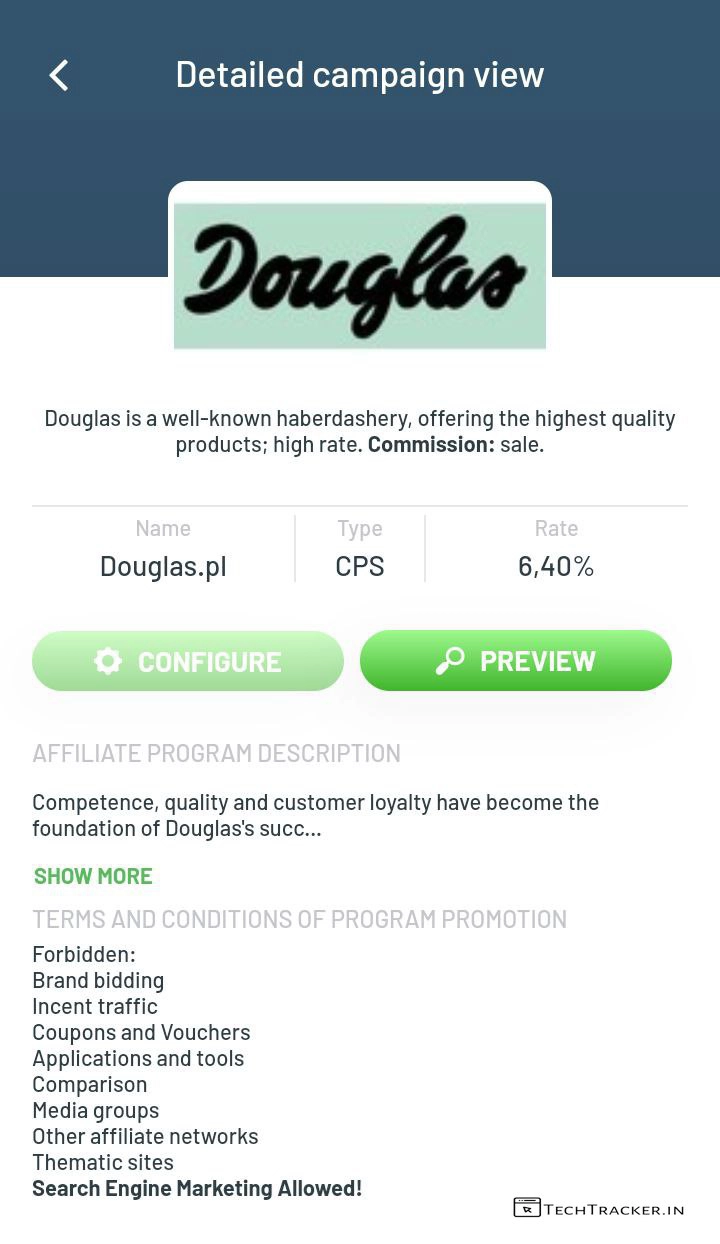 Detailed campaign view
Douglas
Douglas is a well-known haberdashery, offering the highest quality
products; high rate. Commission: sale.
Name Type Rate
Douglas.pl CPS 6,40%
CONFIGURE PREVIEW
AFFILIATE PROGRAM DESCRIPTION
Competence, quality and customer loyalty have become the
foundation of Douglas's succ...
SHOW MORE
TERMS AND CONDITIONS OF PROGRAM PROMOTION
Forbidden:
Brand bidding
Incent traffic
Coupons and Vouchers
Applications and tools
Comparison
Media groups
Other affiliate networks
Thematic sites
Search Engine Marketing Allowed!
TECHTRACKER.IN